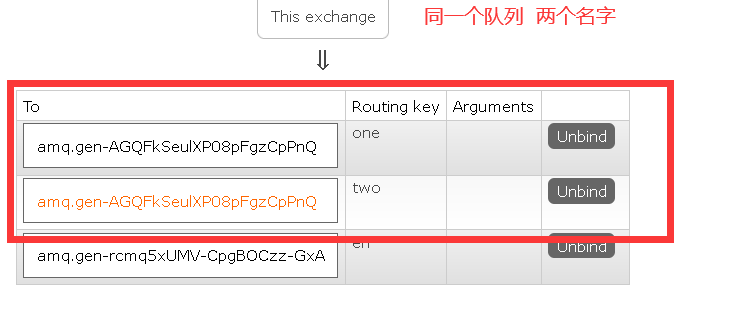 This exchange
同一个队列 两个名字
⇓
To Routing key Arguments
amq.gen-AGQFkSeulXP08pFgzCpPnQ one Unbind
amq.gen-AGQFkSeulXP08pFgzCpPnQ two Unbind
amq.gen-rcmq5xUMV-CpgBOCzz-GxA en Unbind